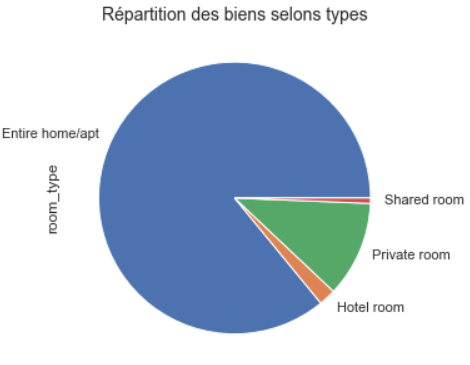 Répartition des biens selons types
Entire home/apt
room_type
Shared room
Private room
Hotel room